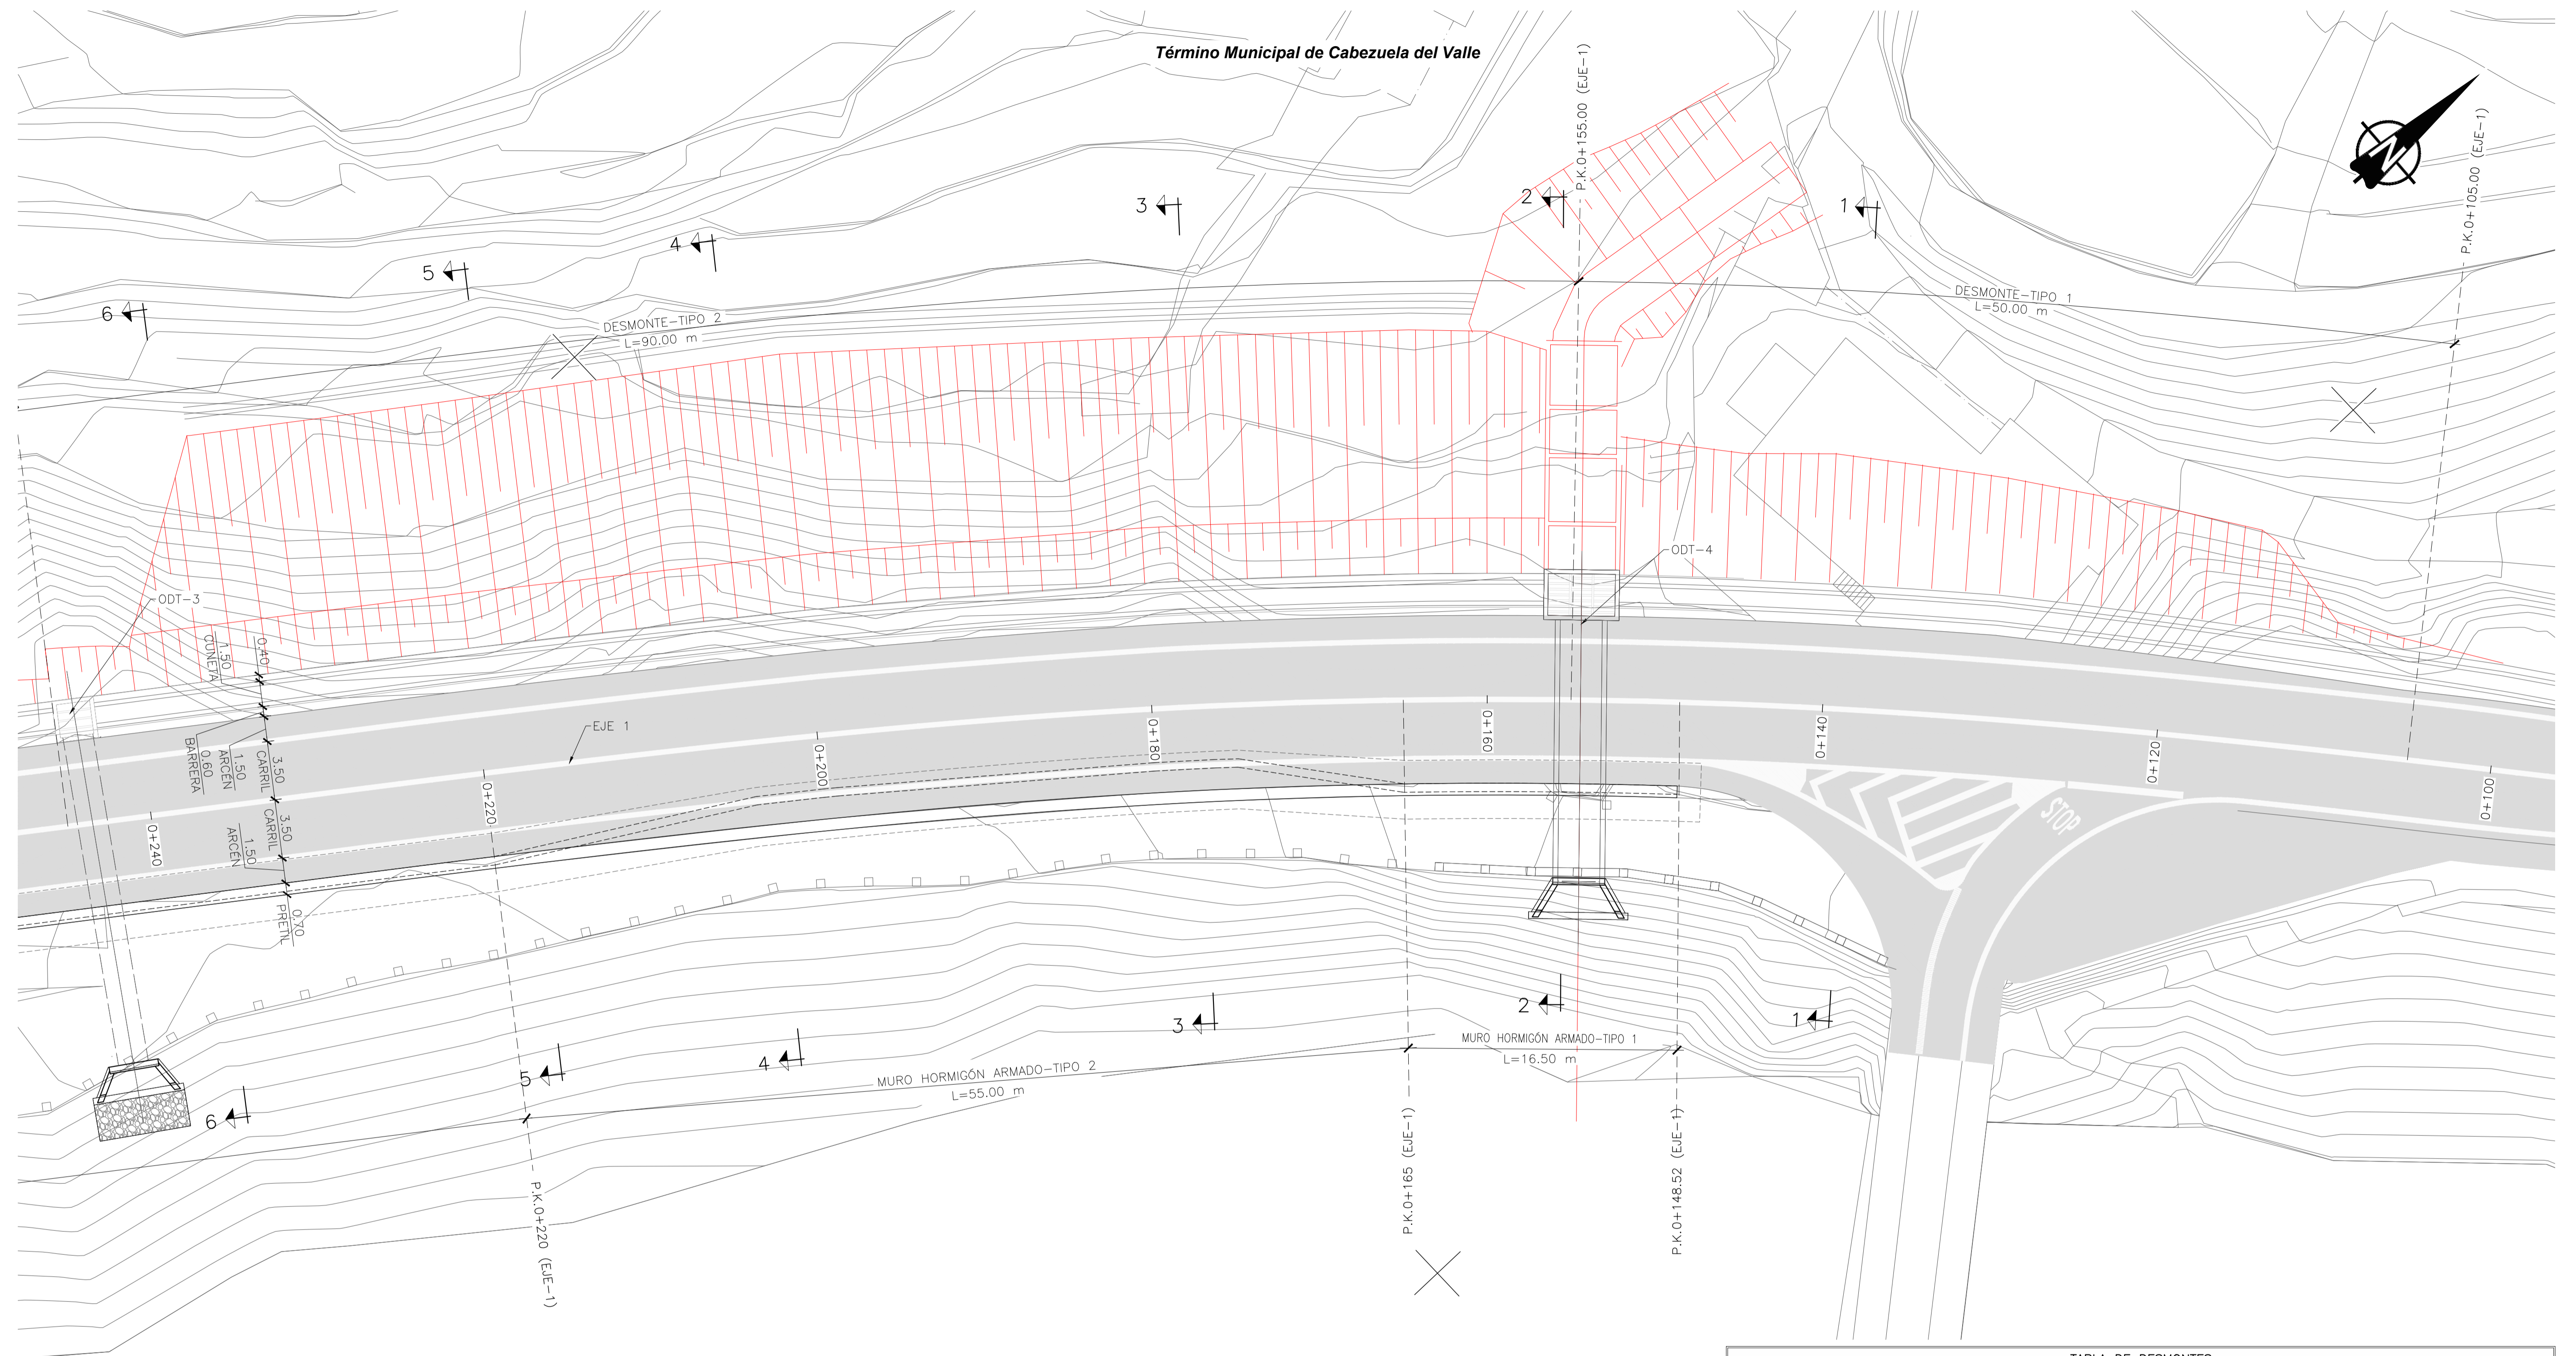 Término Municipal de Cabezuela del Valle
P.K.0+155.00 (EJE-1)
P.K.0+105.00 (EJE-1)
N
1
2
3
4
5
6
DESMONTE-TIPO 1
L=50.00 m
DESMONTE-TIPO 2
L=90.00 m
ODT-4
ODT-3
0.40
1.50
CUNETA
0.60
BARRERA
1.50
ARCÉN
3.50
CARRIL
3.50
CARRIL
1.50
ARCÉN
0.70
PRETIL
EJE 1
0+240
0+220
0+200
0+180
0+160
0+140
0+120
0+100
STOP
1
2
3
4
5
6
MURO HORMIGÓN ARMADO-TIPO 1
L=16.50 m
MURO HORMIGÓN ARMADO-TIPO 2
L=55.00 m
P.K.0+220 (EJE-1)
P.K.0+165 (EJE-1)
P.K.0+148.52 (EJE-1)